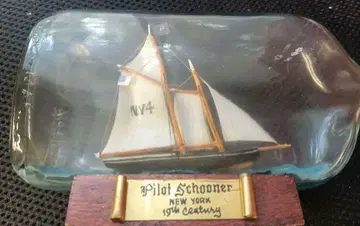 NY4
Pilot Schooner
NEW YORK
19th Century